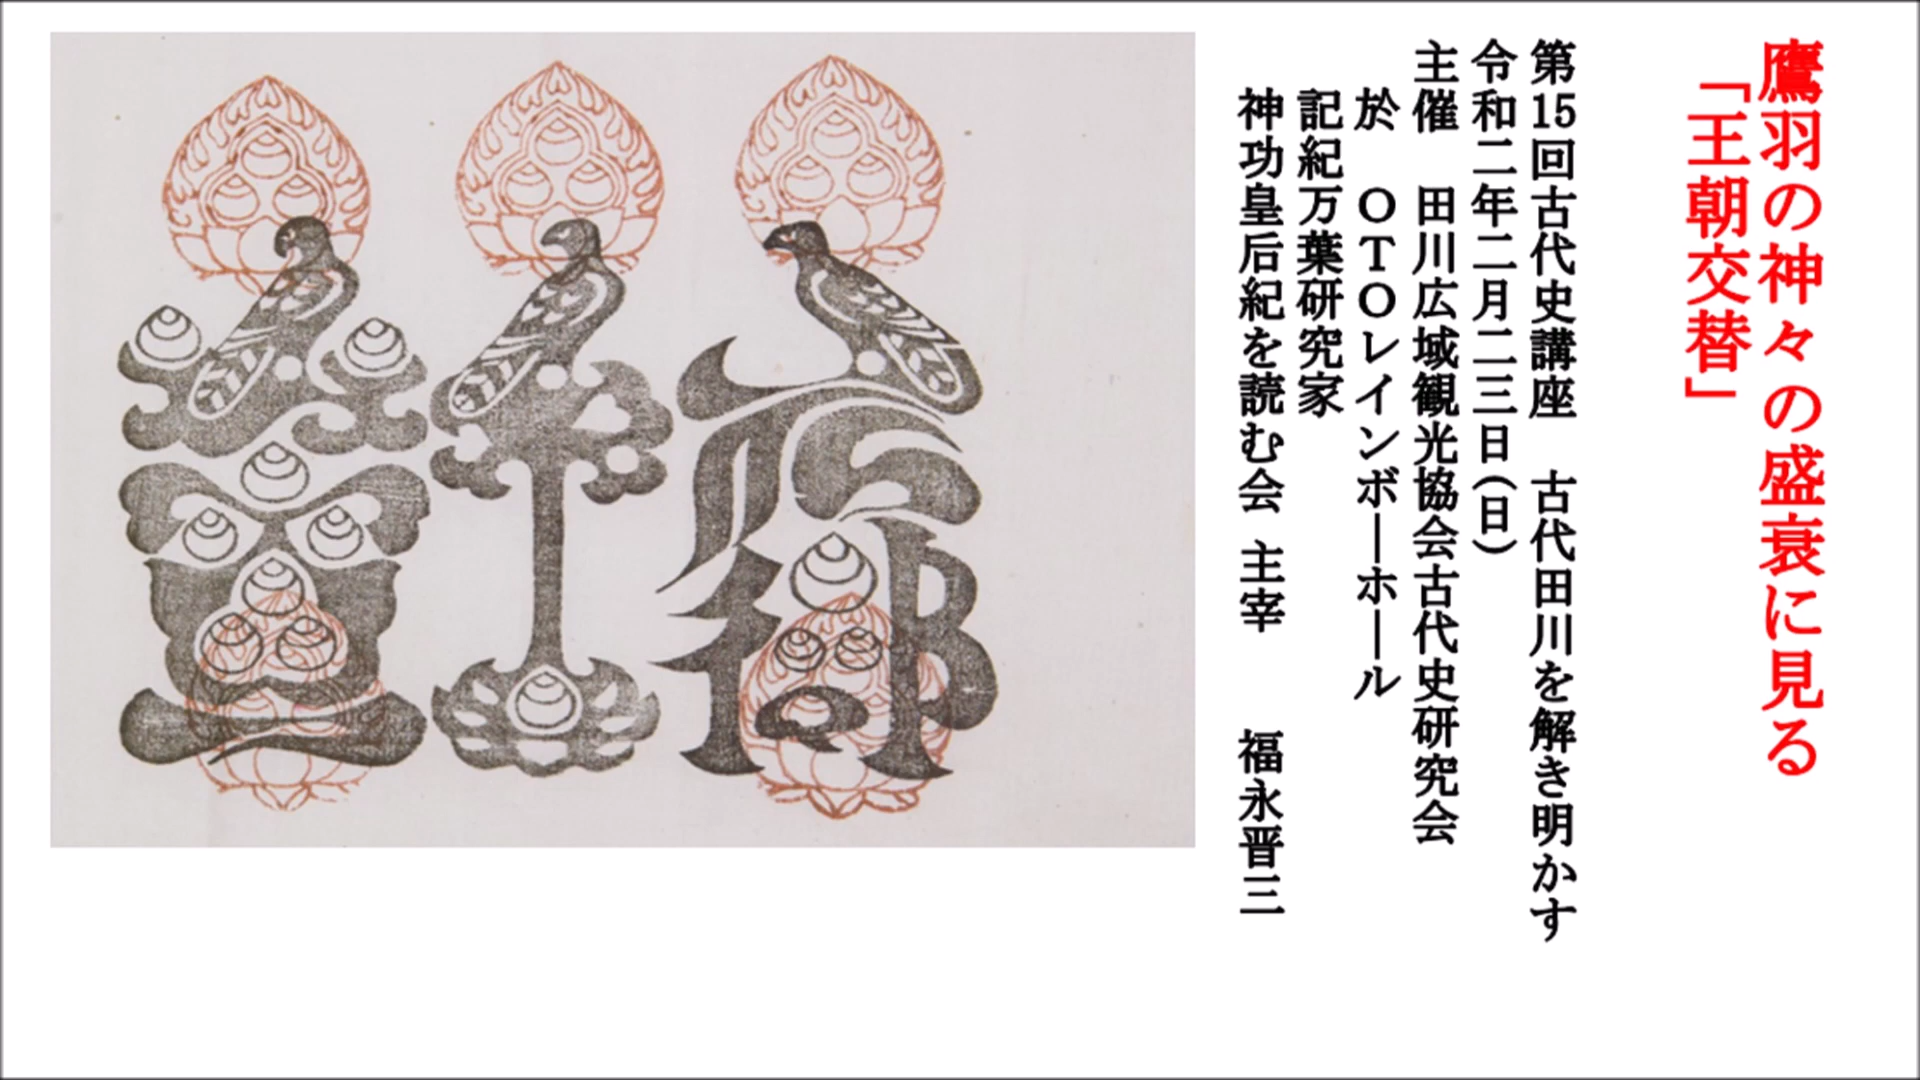 鷹羽の神々の盛衰に見る
「王朝交替」
第15回古代史講座　古代田川を解き明かす
令和二年二月二三日(日)
主催　田川広域観光協会古代史研究会
於　ＯＴＯレインボーホール
記紀万葉研究家
神功皇后紀を読む会　主宰　　福永晋三